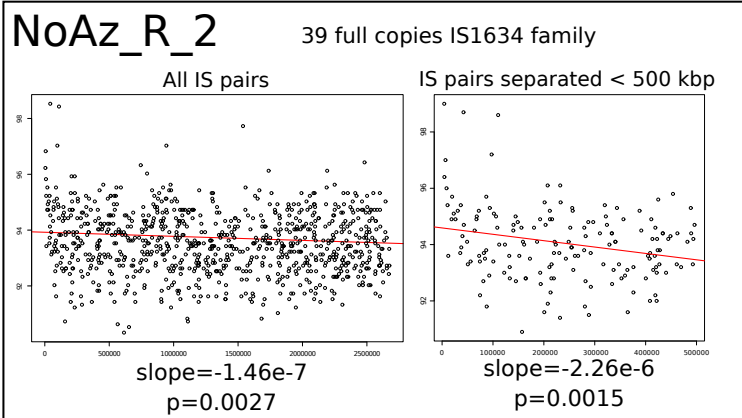 NoAz_R_2
39 full copies IS1634 family
All IS pairs
IS pairs separated < 500 kbp
98
96
94
92
0 500000 1000000 1500000 2000000 2500000
98
96
94
92
0 100000 200000 300000 400000 500000
slope=-1.46e-7
p=0.0027
slope=-2.26e-6
p=0.0015